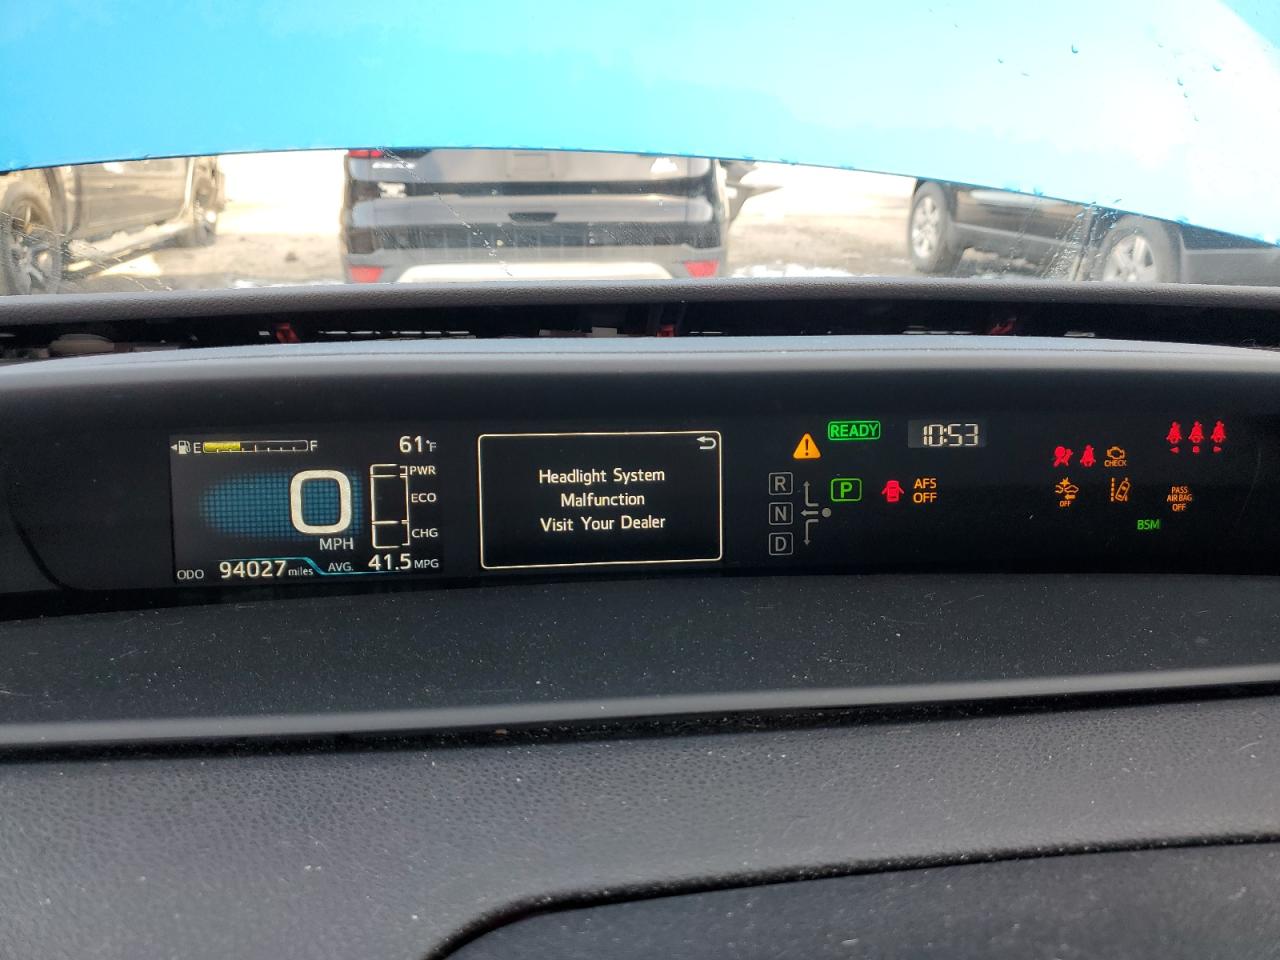 E F 61°F
0
MPH
PWR
ECO
CHG
ODO 94027 miles AVG. 41.5 MPG
Headlight System
Malfunction
Visit Your Dealer
READY
10:53
R
N
D
P
AFS
OFF
CHECK
OFF
PASS
AIR BAG
OFF
BSM